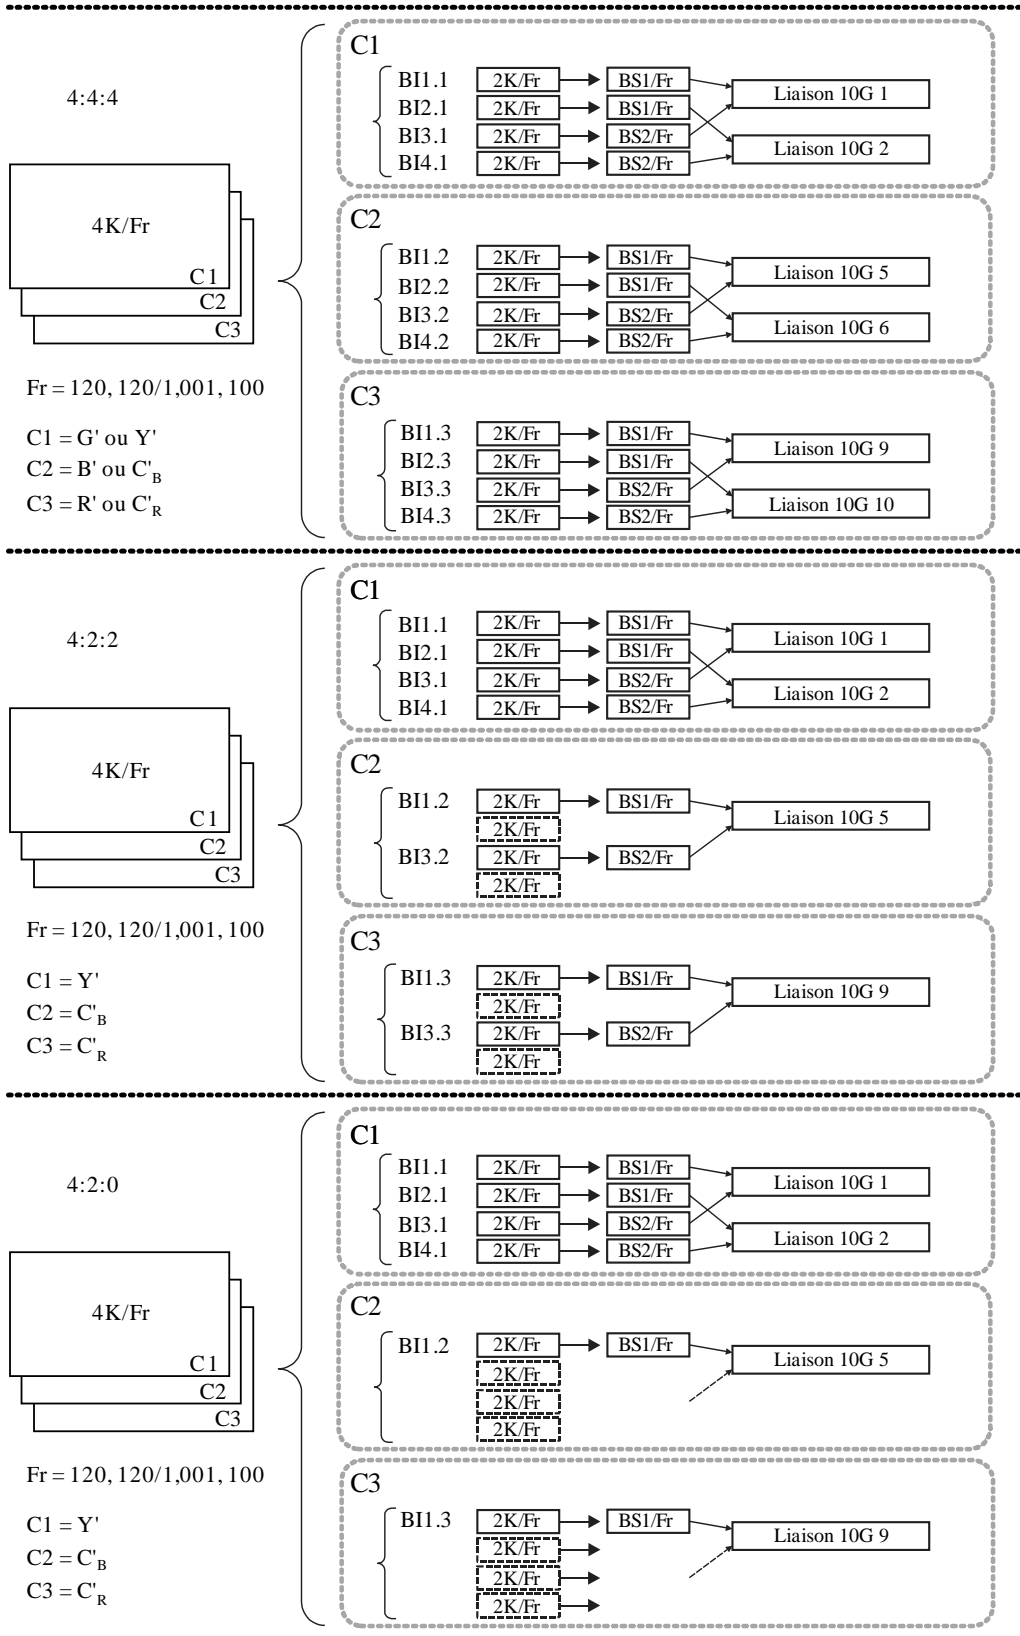 4:4:4
4K/Fr
C1
C2
C3
Fr = 120, 120/1,001, 100
C1 = G' ou Y'
C2 = B' ou C'B
C3 = R' ou C'R
C1
BI1.1 2K/Fr BS1/Fr
BI2.1 2K/Fr BS1/Fr
BI3.1 2K/Fr BS2/Fr
BI4.1 2K/Fr BS2/Fr
Liaison 10G 1
Liaison 10G 2
C2
BI1.2 2K/Fr BS1/Fr
BI2.2 2K/Fr BS1/Fr
BI3.2 2K/Fr BS2/Fr
BI4.2 2K/Fr BS2/Fr
Liaison 10G 5
Liaison 10G 6
C3
BI1.3 2K/Fr BS1/Fr
BI2.3 2K/Fr BS1/Fr
BI3.3 2K/Fr BS2/Fr
BI4.3 2K/Fr BS2/Fr
Liaison 10G 9
Liaison 10G 10
4:2:2
4K/Fr
C1
C2
C3
Fr = 120, 120/1,001, 100
C1 = Y'
C2 = C'B
C3 = C'R
C1
BI1.1 2K/Fr BS1/Fr
BI2.1 2K/Fr BS1/Fr
BI3.1 2K/Fr BS2/Fr
BI4.1 2K/Fr BS2/Fr
Liaison 10G 1
Liaison 10G 2
C2
BI1.2 2K/Fr BS1/Fr
2K/Fr
BI3.2 2K/Fr BS2/Fr
2K/Fr
Liaison 10G 5
C3
BI1.3 2K/Fr BS1/Fr
2K/Fr
BI3.3 2K/Fr BS2/Fr
2K/Fr
Liaison 10G 9
4:2:0
4K/Fr
C1
C2
C3
Fr = 120, 120/1,001, 100
C1 = Y'
C2 = C'B
C3 = C'R
C1
BI1.1 2K/Fr BS1/Fr
BI2.1 2K/Fr BS1/Fr
BI3.1 2K/Fr BS2/Fr
BI4.1 2K/Fr BS2/Fr
Liaison 10G 1
Liaison 10G 2
C2
BI1.2 2K/Fr BS1/Fr
2K/Fr
2K/Fr
2K/Fr
Liaison 10G 5
C3
BI1.3 2K/Fr BS1/Fr
2K/Fr
2K/Fr
2K/Fr
Liaison 10G 9